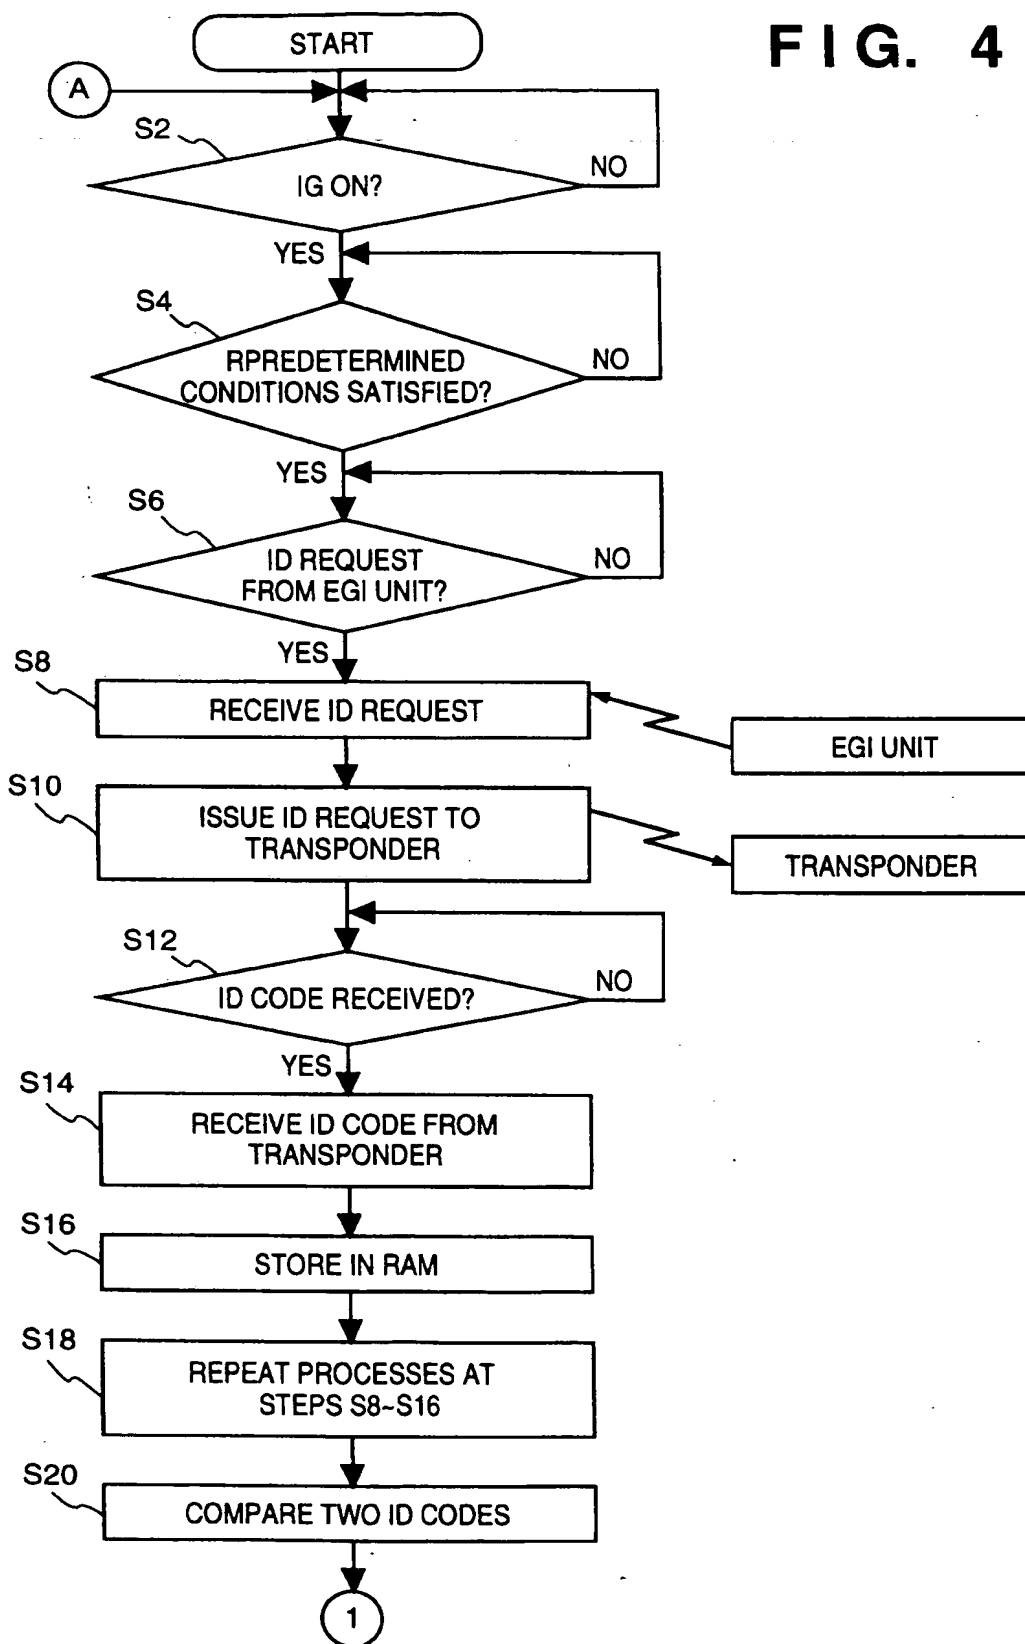 FIG. 4
START
A
S2
IG ON?
NO
YES
S4
RPREDETERMINED
CONDITIONS SATISFIED?
NO
YES
S6
ID REQUEST
FROM EGI UNIT?
NO
YES
S8
RECEIVE ID REQUEST
EGI UNIT
S10
ISSUE ID REQUEST TO
TRANSPONDER
TRANSPONDER
S12
ID CODE RECEIVED?
NO
YES
S14
RECEIVE ID CODE FROM
TRANSPONDER
S16
STORE IN RAM
S18
REPEAT PROCESSES AT
STEPS S8~S16
S20
COMPARE TWO ID CODES
1